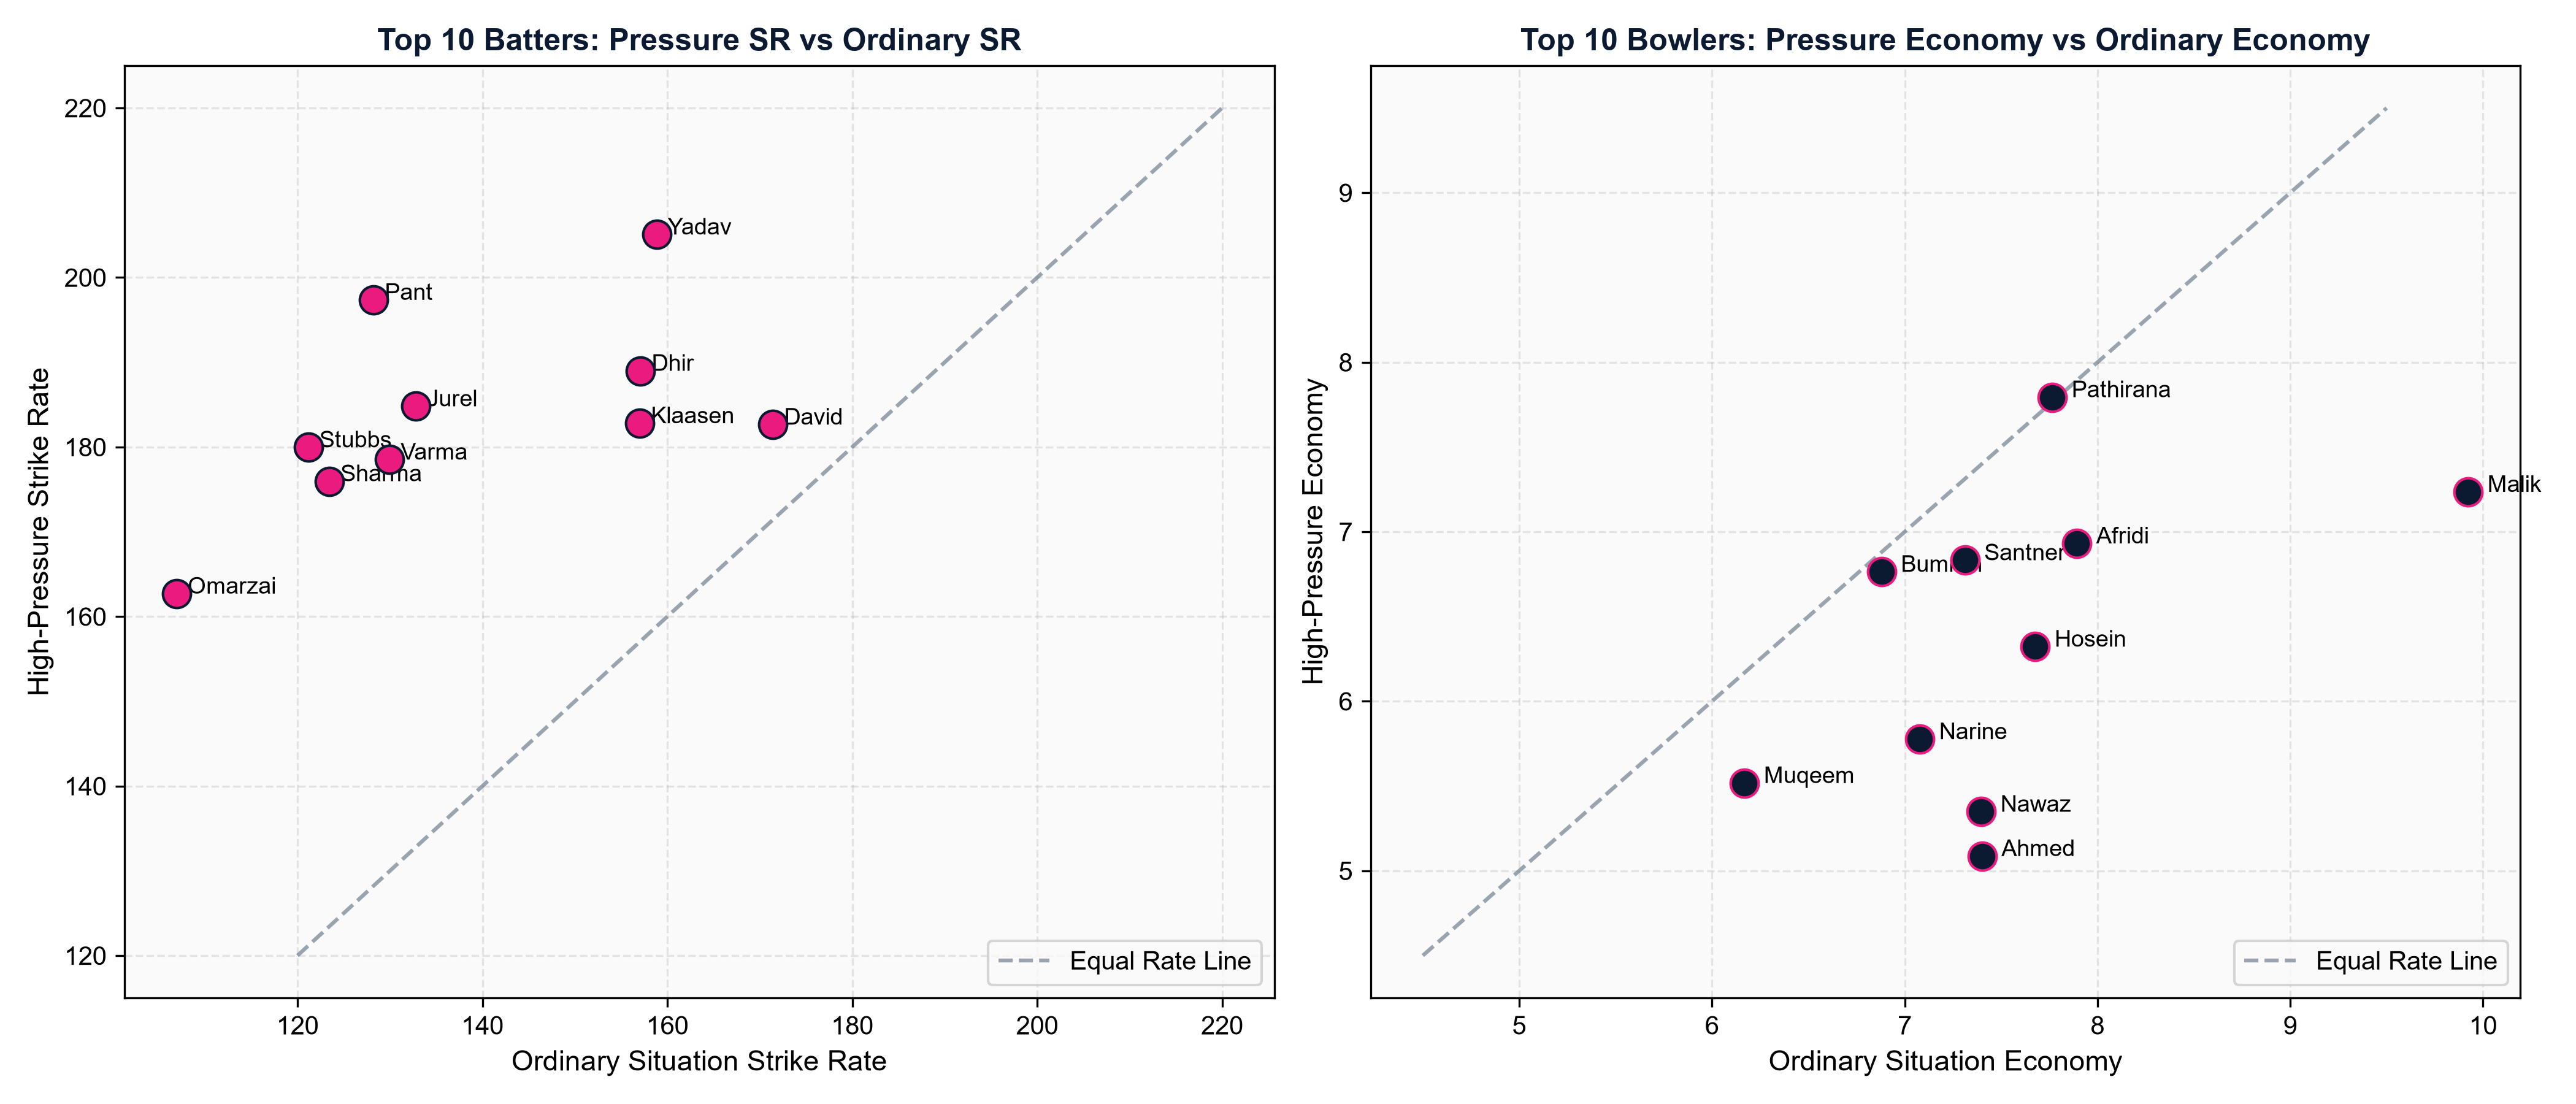 Top 10 Batters: Pressure SR vs Ordinary SR
High-Pressure Strike Rate
220
200
180
160
140
120
Yadav
Pant
Dhir
Jurel
Klaasen
David
Stubbs
Varma
Sharma
Omarzai
Equal Rate Line
120 140 160 180 200 220
Ordinary Situation Strike Rate
Top 10 Bowlers: Pressure Economy vs Ordinary Economy
High-Pressure Economy
9
8
7
6
5
Pathirana
Malik
Afridi
Santner
Hosein
Narine
Muqeem
Nawaz
Ahmed
Equal Rate Line
5 6 7 8 9 10
Ordinary Situation Economy